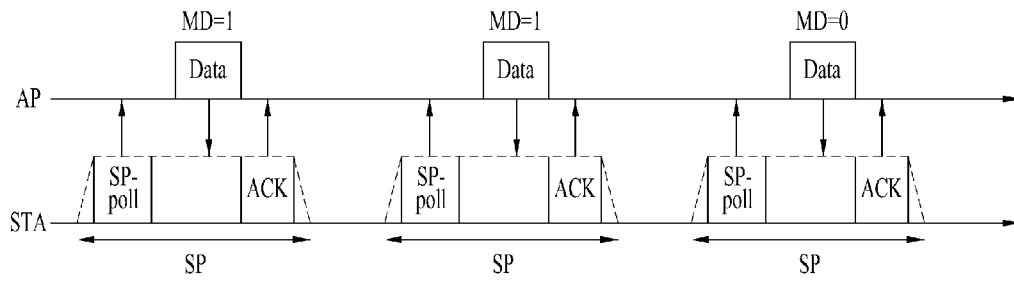 MD=1 MD=1 MD=0
Data Data Data
AP
SP-
poll
ACK
SP-
poll
ACK
SP-
poll
ACK
STA
SP SP SP